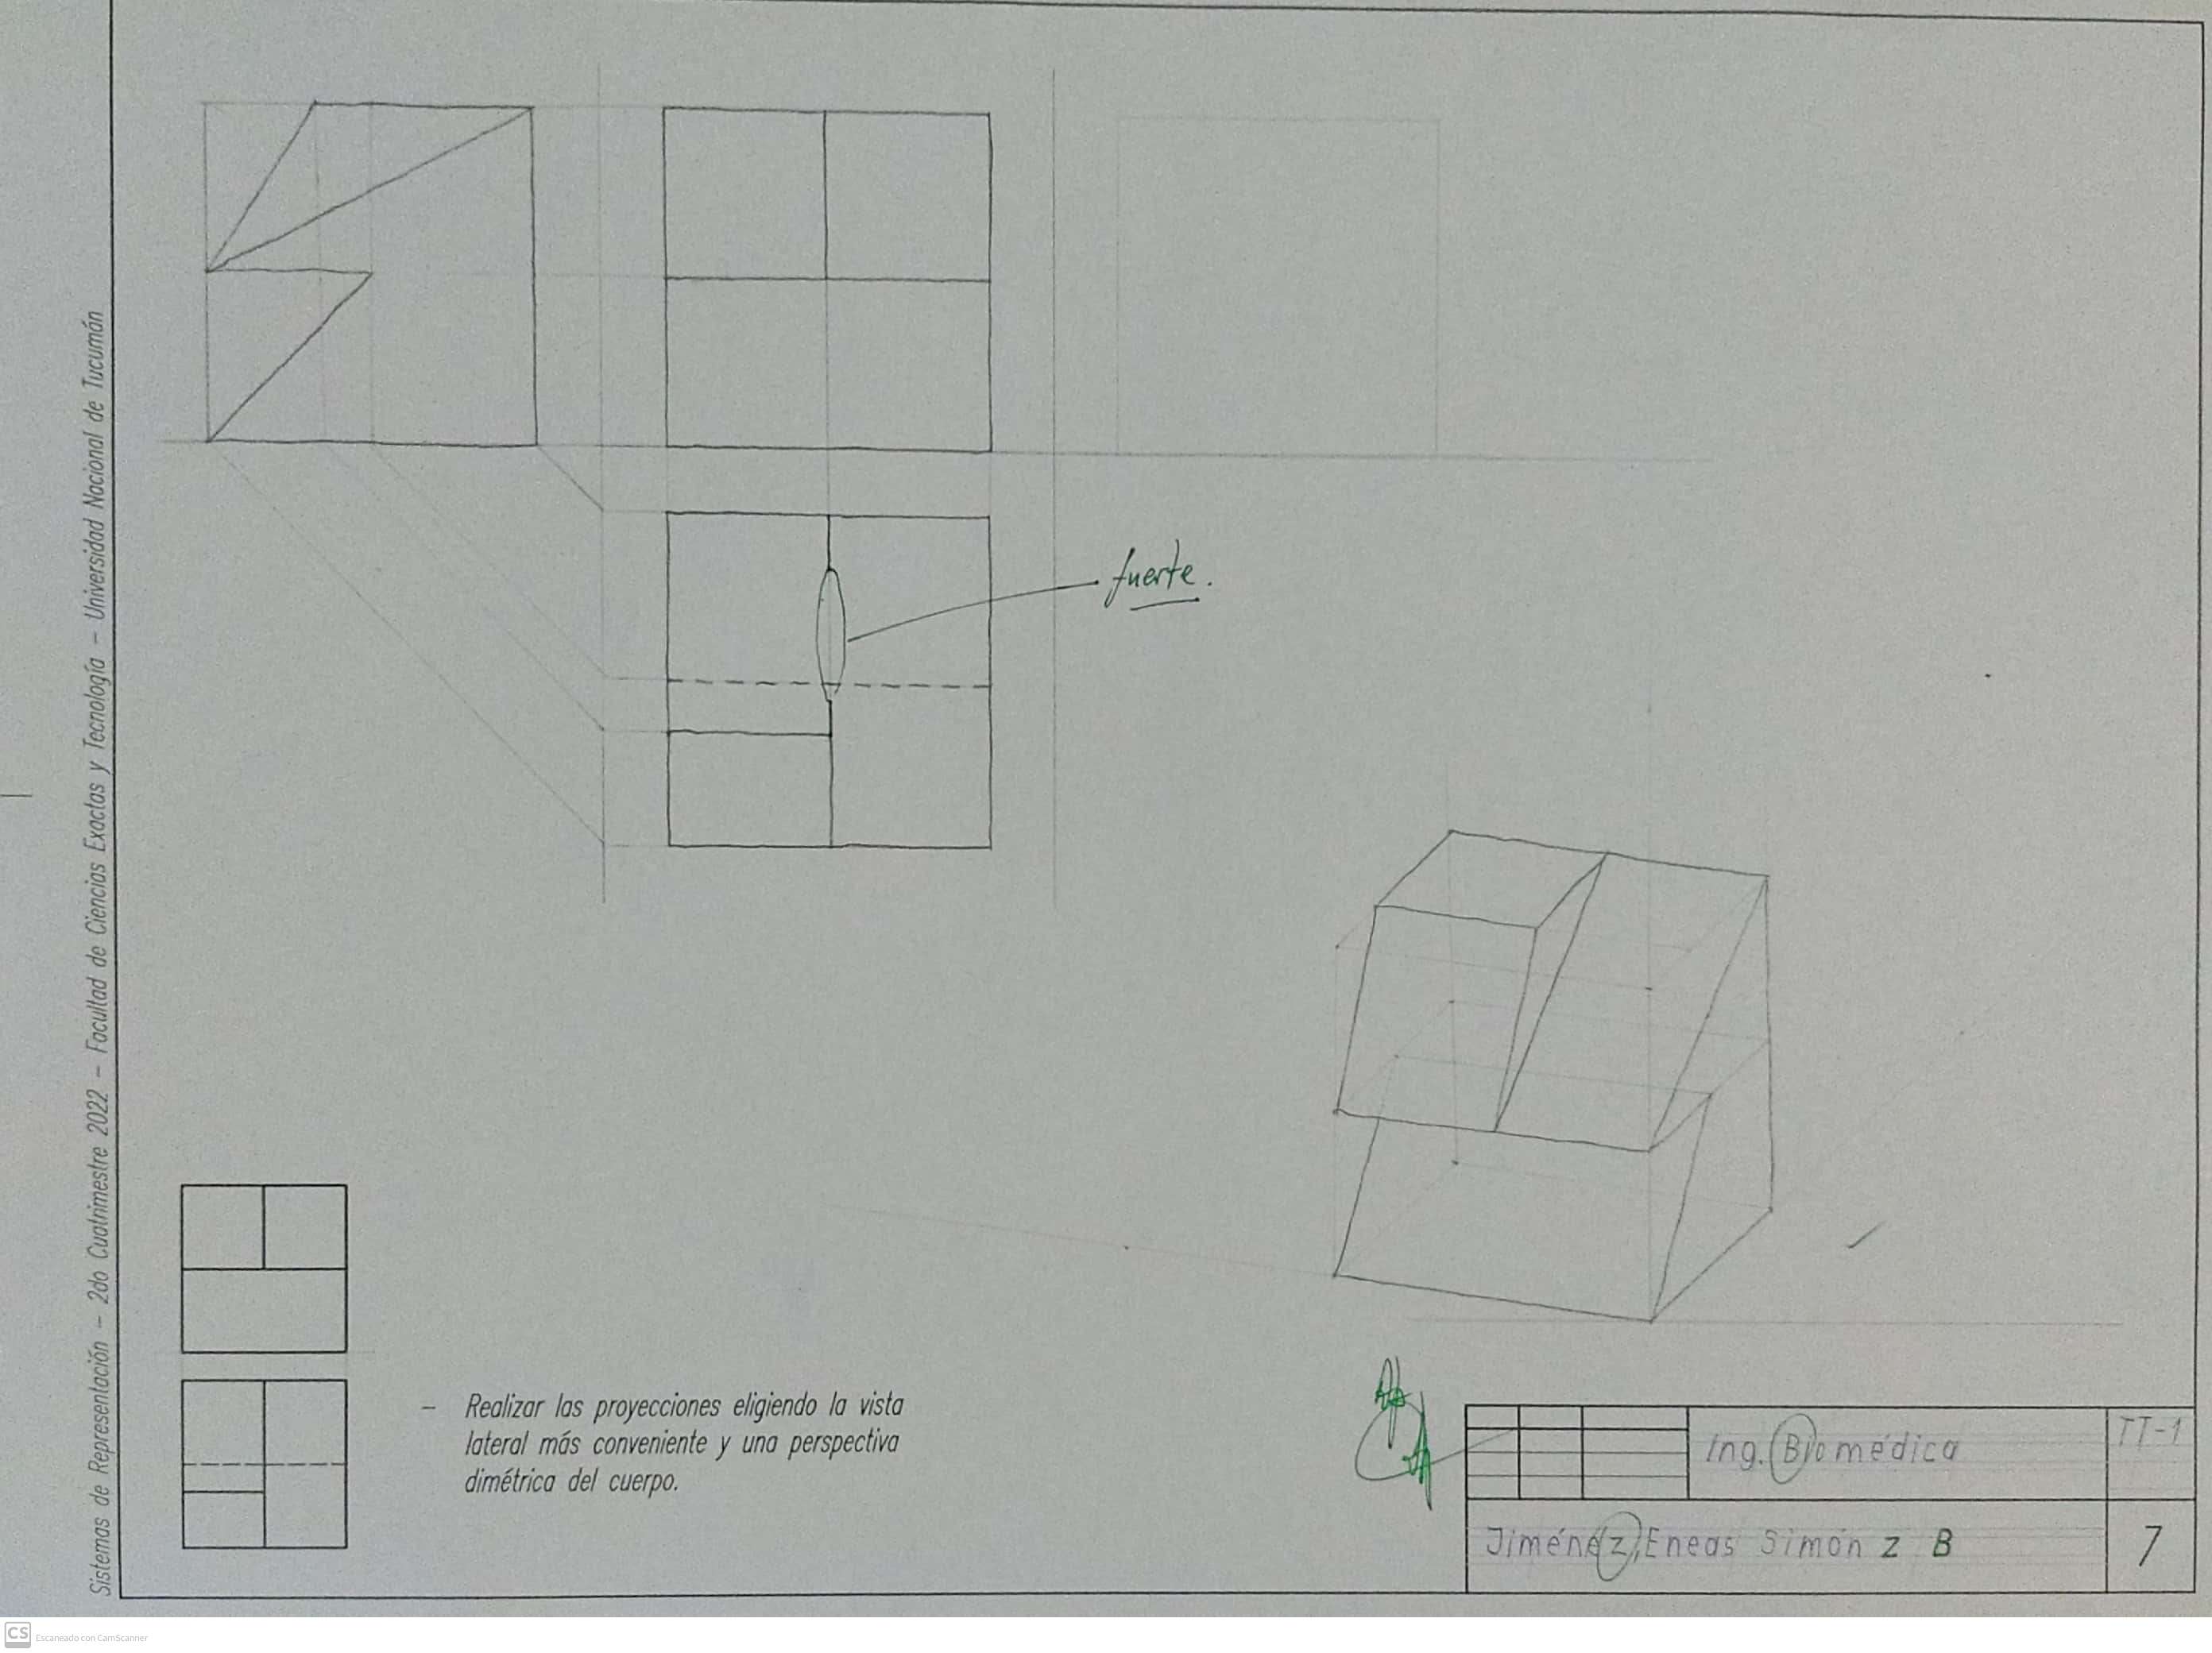 Sistemas de Representación – 2do Cuatrimestre 2022 – Facultad de Ciencias Exactas y Tecnología – Universidad Nacional de Tucumán
fuerte.
– Realizar las proyecciones eligiendo la vista
lateral más conveniente y una perspectiva
dimétrica del cuerpo.
Ing. Biomédica
TT-1
Jiménez, Eneas Simón z B
7
CS Escaneado con CamScanner